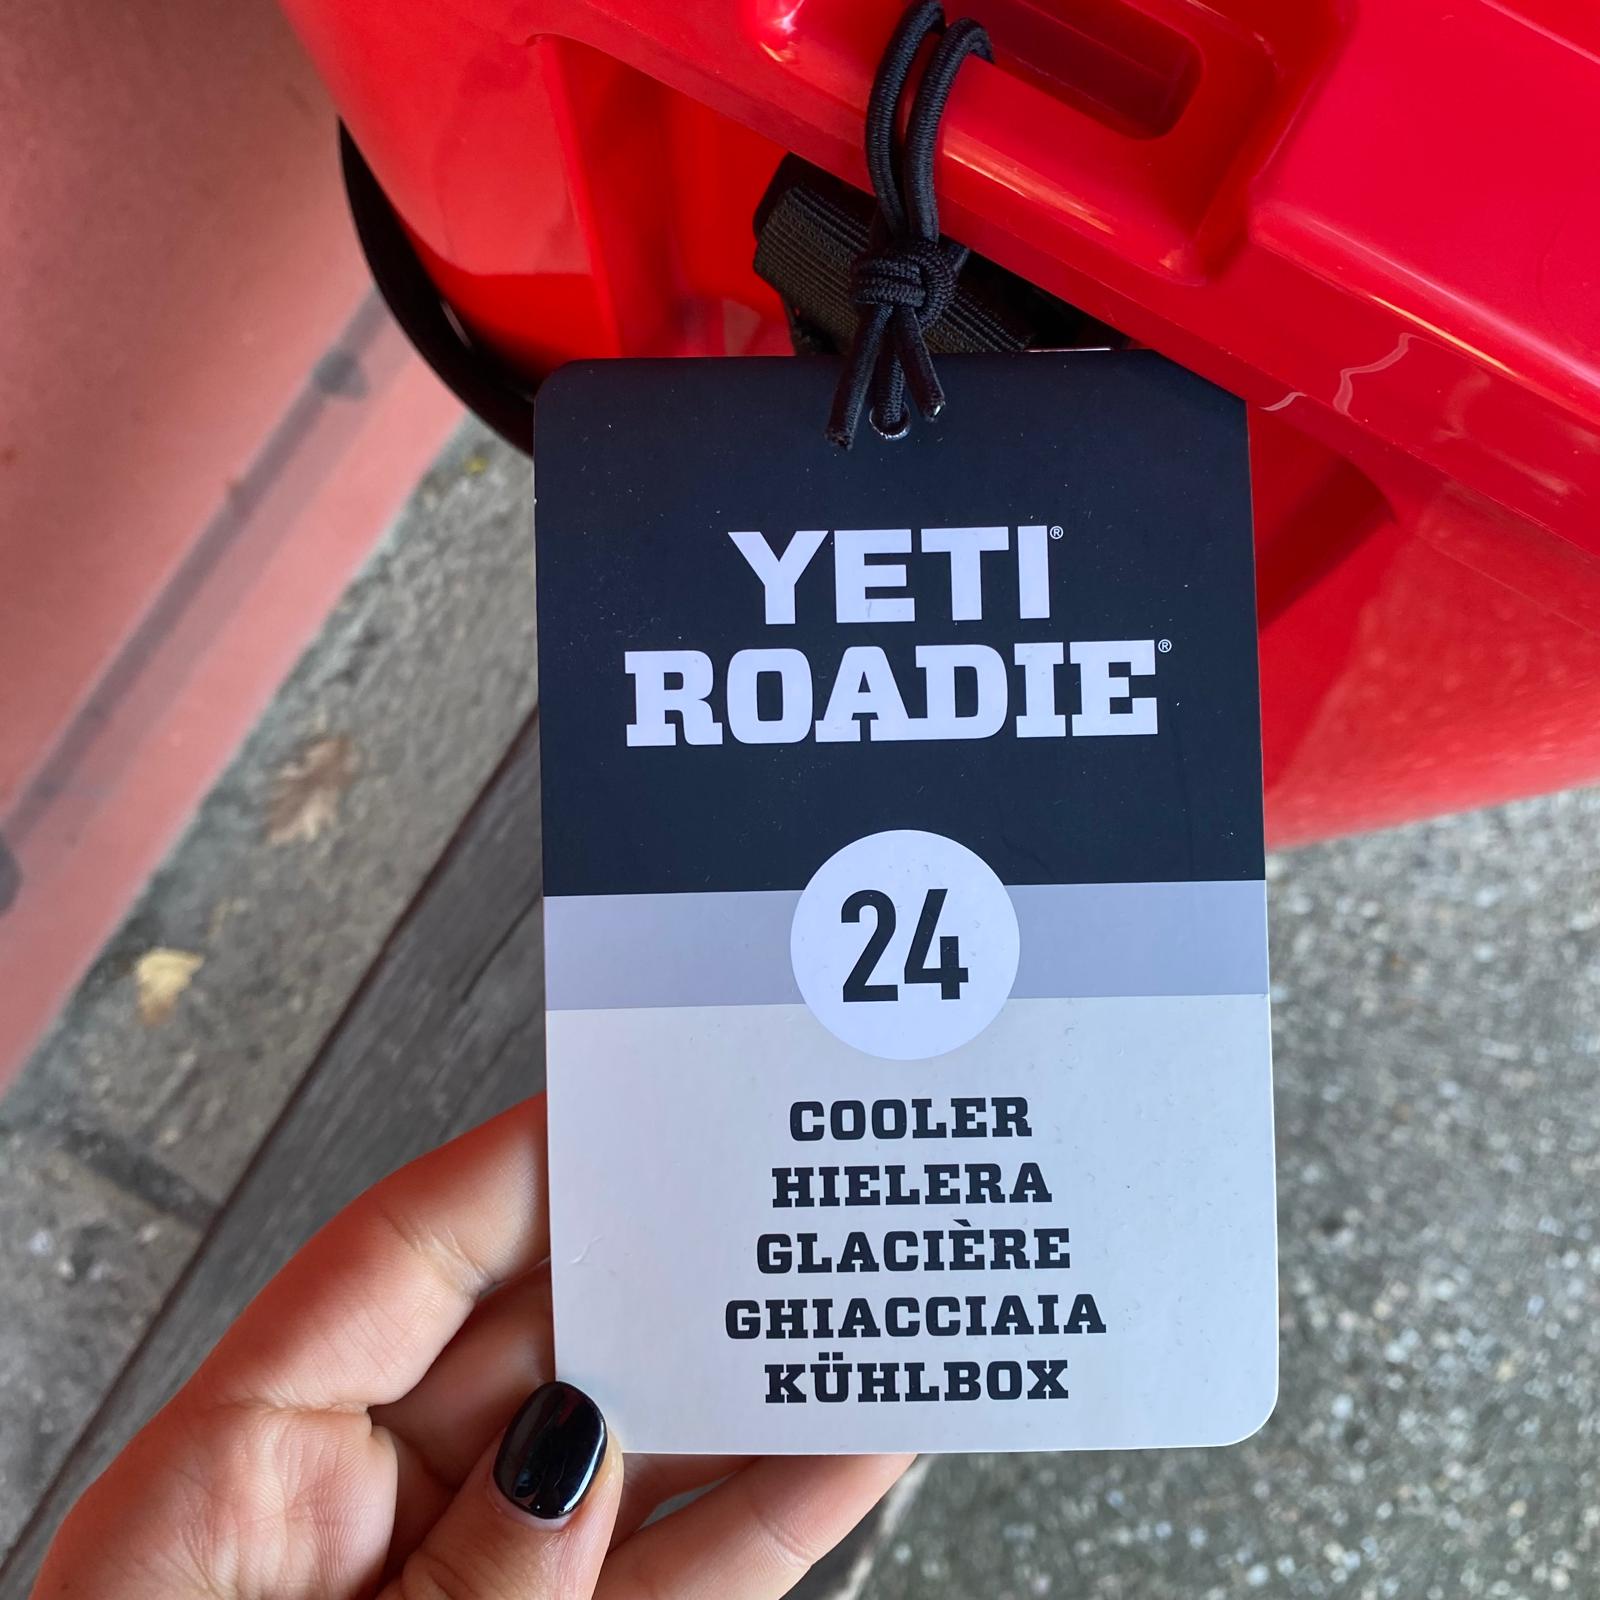 YETI®
ROADIE®
24
COOLER
HIELERA
GLACIÈRE
GHIACCIAIA
KÜHLBOX